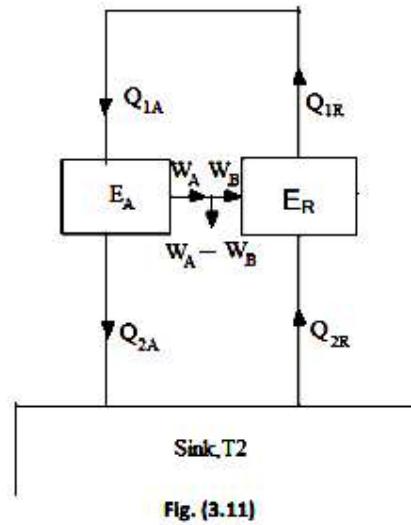 Q1A Q1R
WA WB
EA ER
WA – WB
Q2A Q2R
Sink,T2
Fig. (3.11)